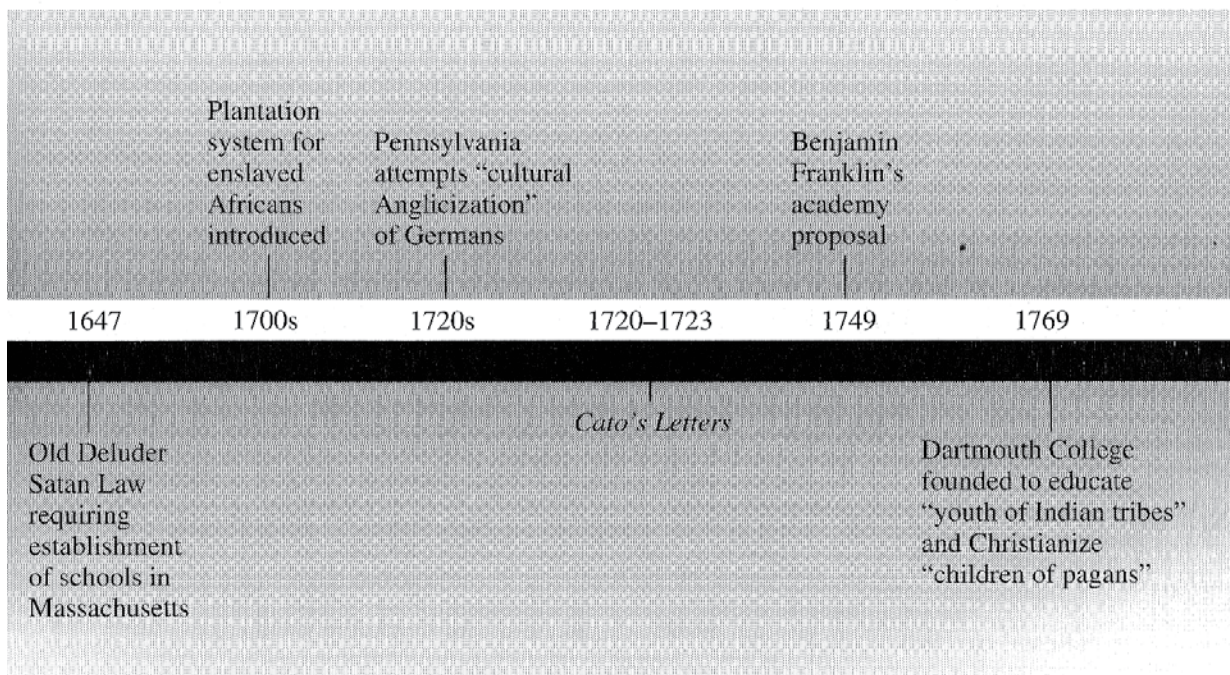 Plantation
system for
enslaved
Africans
introduced
Pennsylvania
attempts “cultural
Anglicization”
of Germans
Benjamin
Franklin’s
academy
proposal
1647 1700s 1720s 1720–1723 1749 1769
Old Deluder
Satan Law
requiring
establishment
of schools in
Massachusetts
Cato’s Letters
Dartmouth College
founded to educate
“youth of Indian tribes”
and Christianize
“children of pagans”